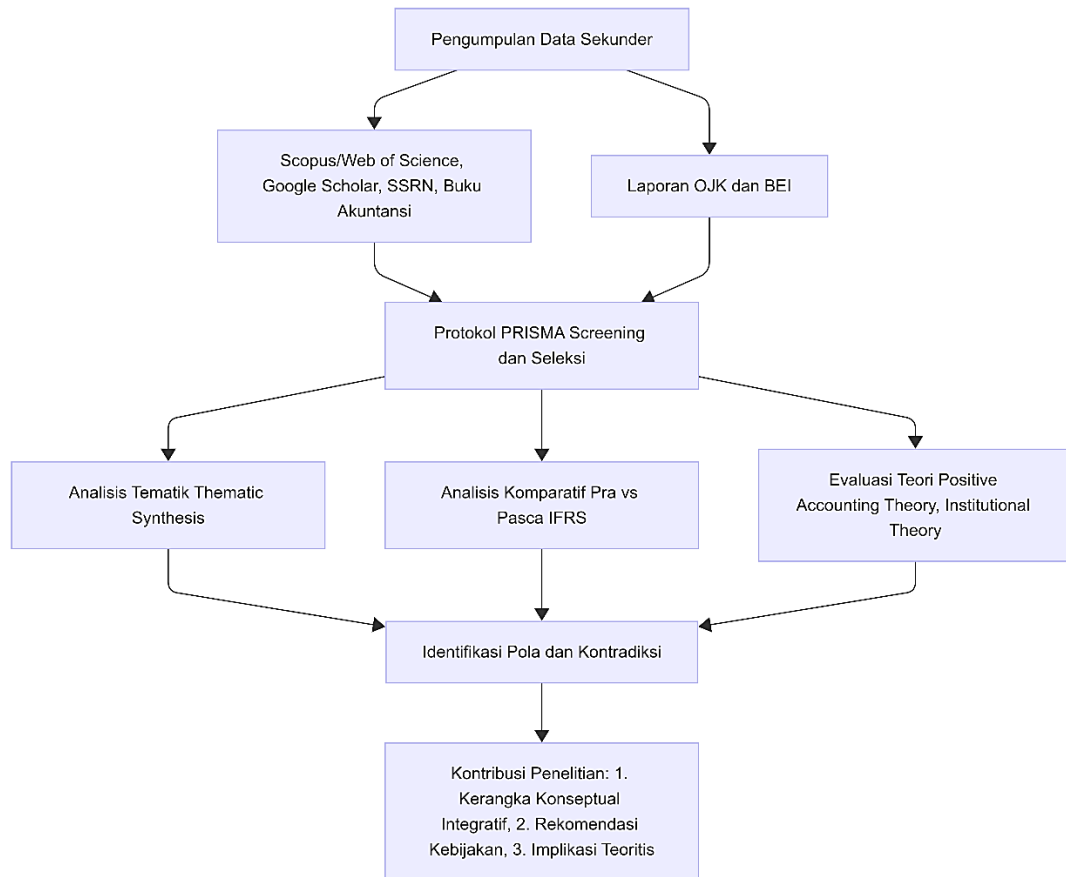 Pengumpulan Data Sekunder
Scopus/Web of Science,
Google Scholar, SSRN, Buku
Akuntansi
Laporan OJK dan BEI
Protokol PRISMA Screening
dan Seleksi
Analisis Tematik Thematic
Synthesis
Analisis Komparatif Pra vs
Pasca IFRS
Evaluasi Teori Positive
Accounting Theory, Institutional
Theory
Identifikasi Pola dan Kontradiksi
Kontribusi Penelitian: 1.
Kerangka Konseptual
Integratif, 2. Rekomendasi
Kebijakan, 3. Implikasi Teoritis